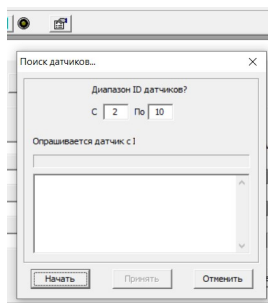 Поиск датчиков...
Диапазон ID датчиков?
С 2 По 10
Опрашивается датчик с I
Начать Принять Отменить